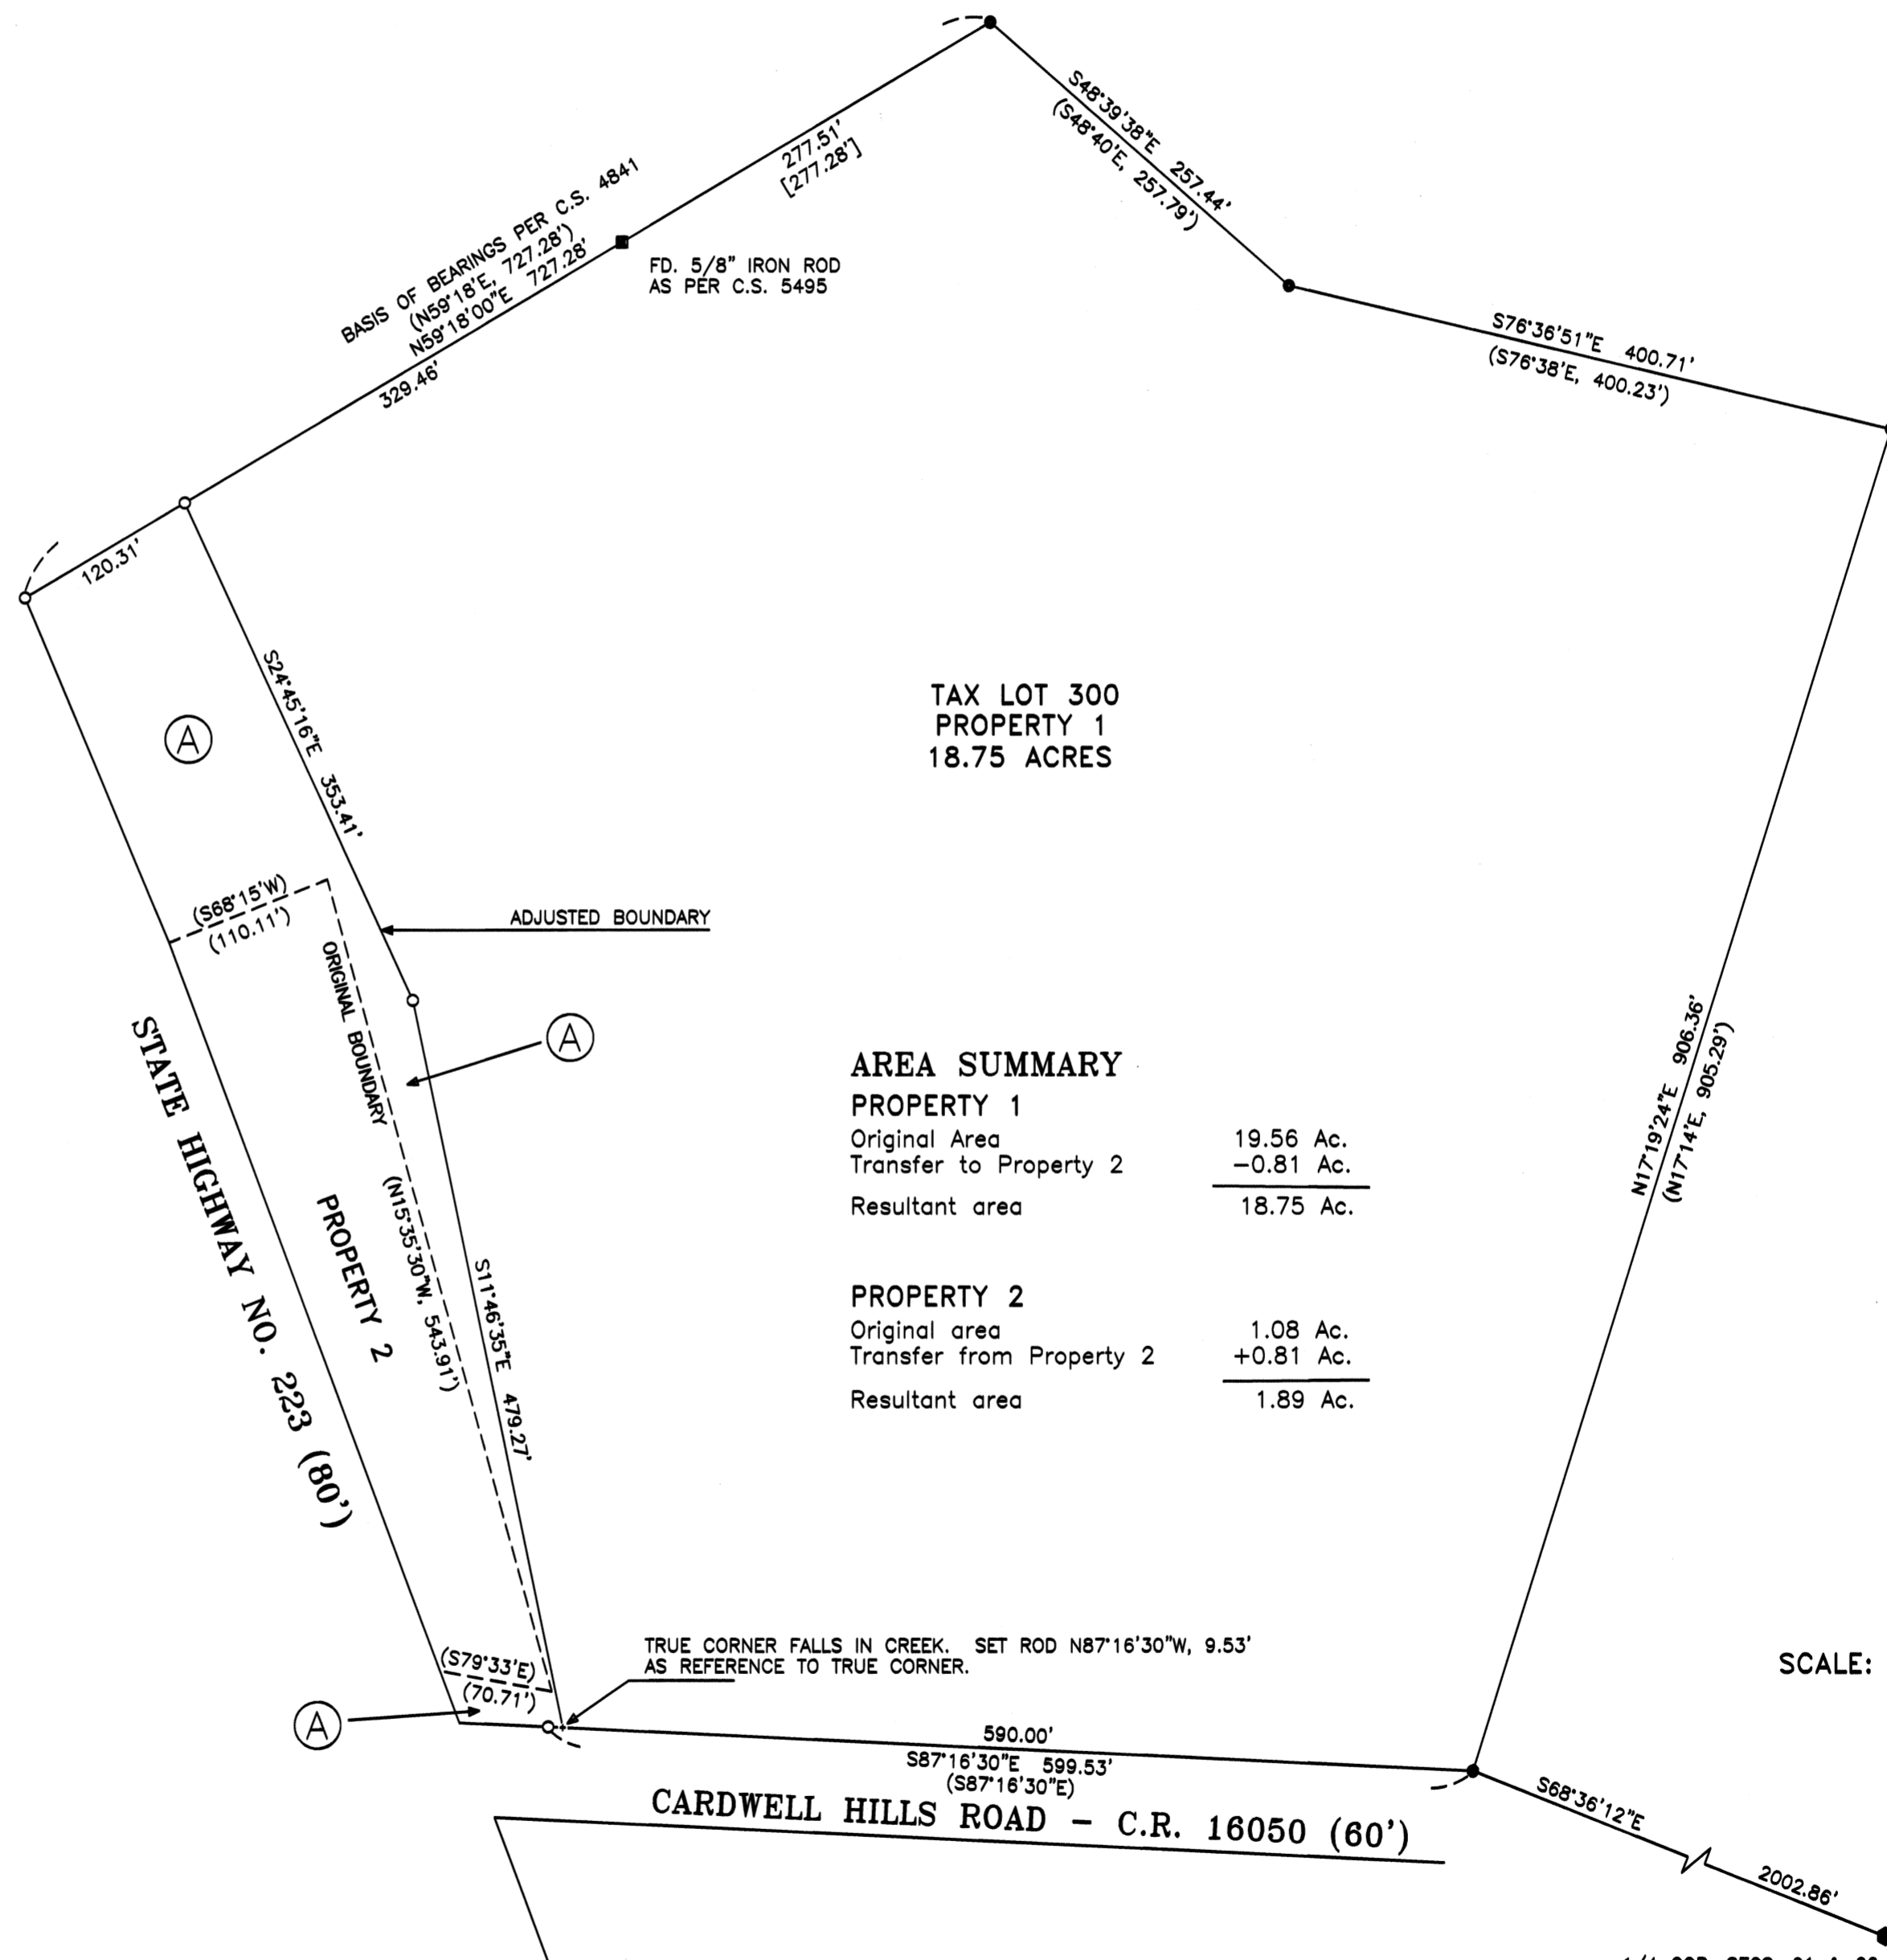 S48°39'38"E 257.44'
(S48°40'E, 257.79')
277.51'
[277.28']
BASIS OF BEARINGS PER C.S. 4841
(N59°18'E, 727.28')
N59°18'00"E 727.28'
329.46'
FD. 5/8" IRON ROD
AS PER C.S. 5495
S76°36'51"E 400.71'
(S76°38'E, 400.23')
120.31'
S24°45'16"E 353.41'
A
TAX LOT 300
PROPERTY 1
18.75 ACRES
(S68°15'W)
(110.11')
ADJUSTED BOUNDARY
ORIGINAL BOUNDARY
A
STATE HIGHWAY NO. 223 (80')
PROPERTY 2
(N15°35'30"W, 543.91')
S11°46'35"E 479.27'
AREA SUMMARY
PROPERTY 1
Original Area 19.56 Ac.
Transfer to Property 2 -0.81 Ac.
Resultant area 18.75 Ac.
PROPERTY 2
Original area 1.08 Ac.
Transfer from Property 2 +0.81 Ac.
Resultant area 1.89 Ac.
N17°19'24"E 906.36'
(N17°14'E, 905.29')
TRUE CORNER FALLS IN CREEK. SET ROD N87°16'30"W, 9.53'
AS REFERENCE TO TRUE CORNER.
SCALE:
(S79°33'E)
(70.71')
A
590.00'
S87°16'30"E 599.53'
(S87°16'30"E)
CARDWELL HILLS ROAD - C.R. 16050 (60')
S68°36'12"E
2002.86'